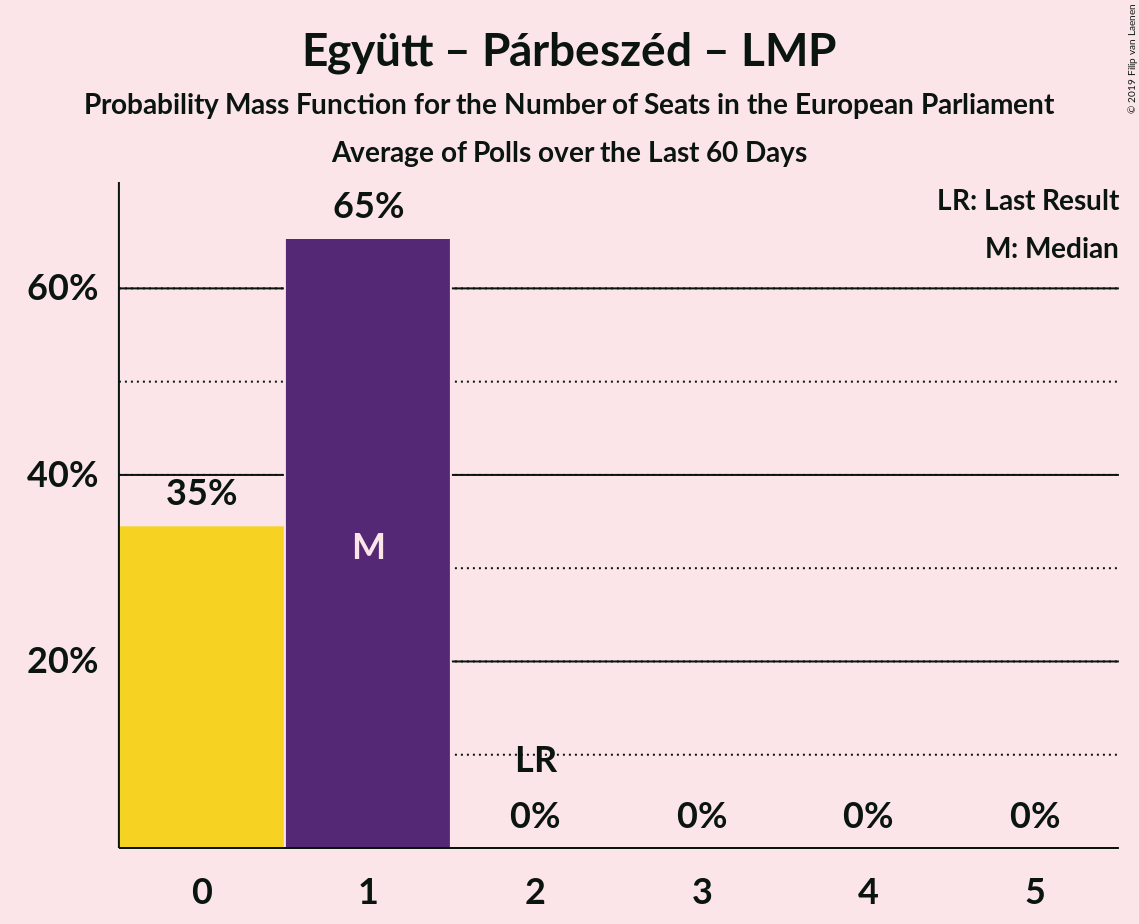 Együtt – Párbeszéd – LMP
Probability Mass Function for the Number of Seats in the European Parliament
Average of Polls over the Last 60 Days
© 2019 Filip van Laenen
LR: Last Result
M: Median
65%
60%
40%
35%
M
20%
LR
0% 0% 0% 0%
0 1 2 3 4 5